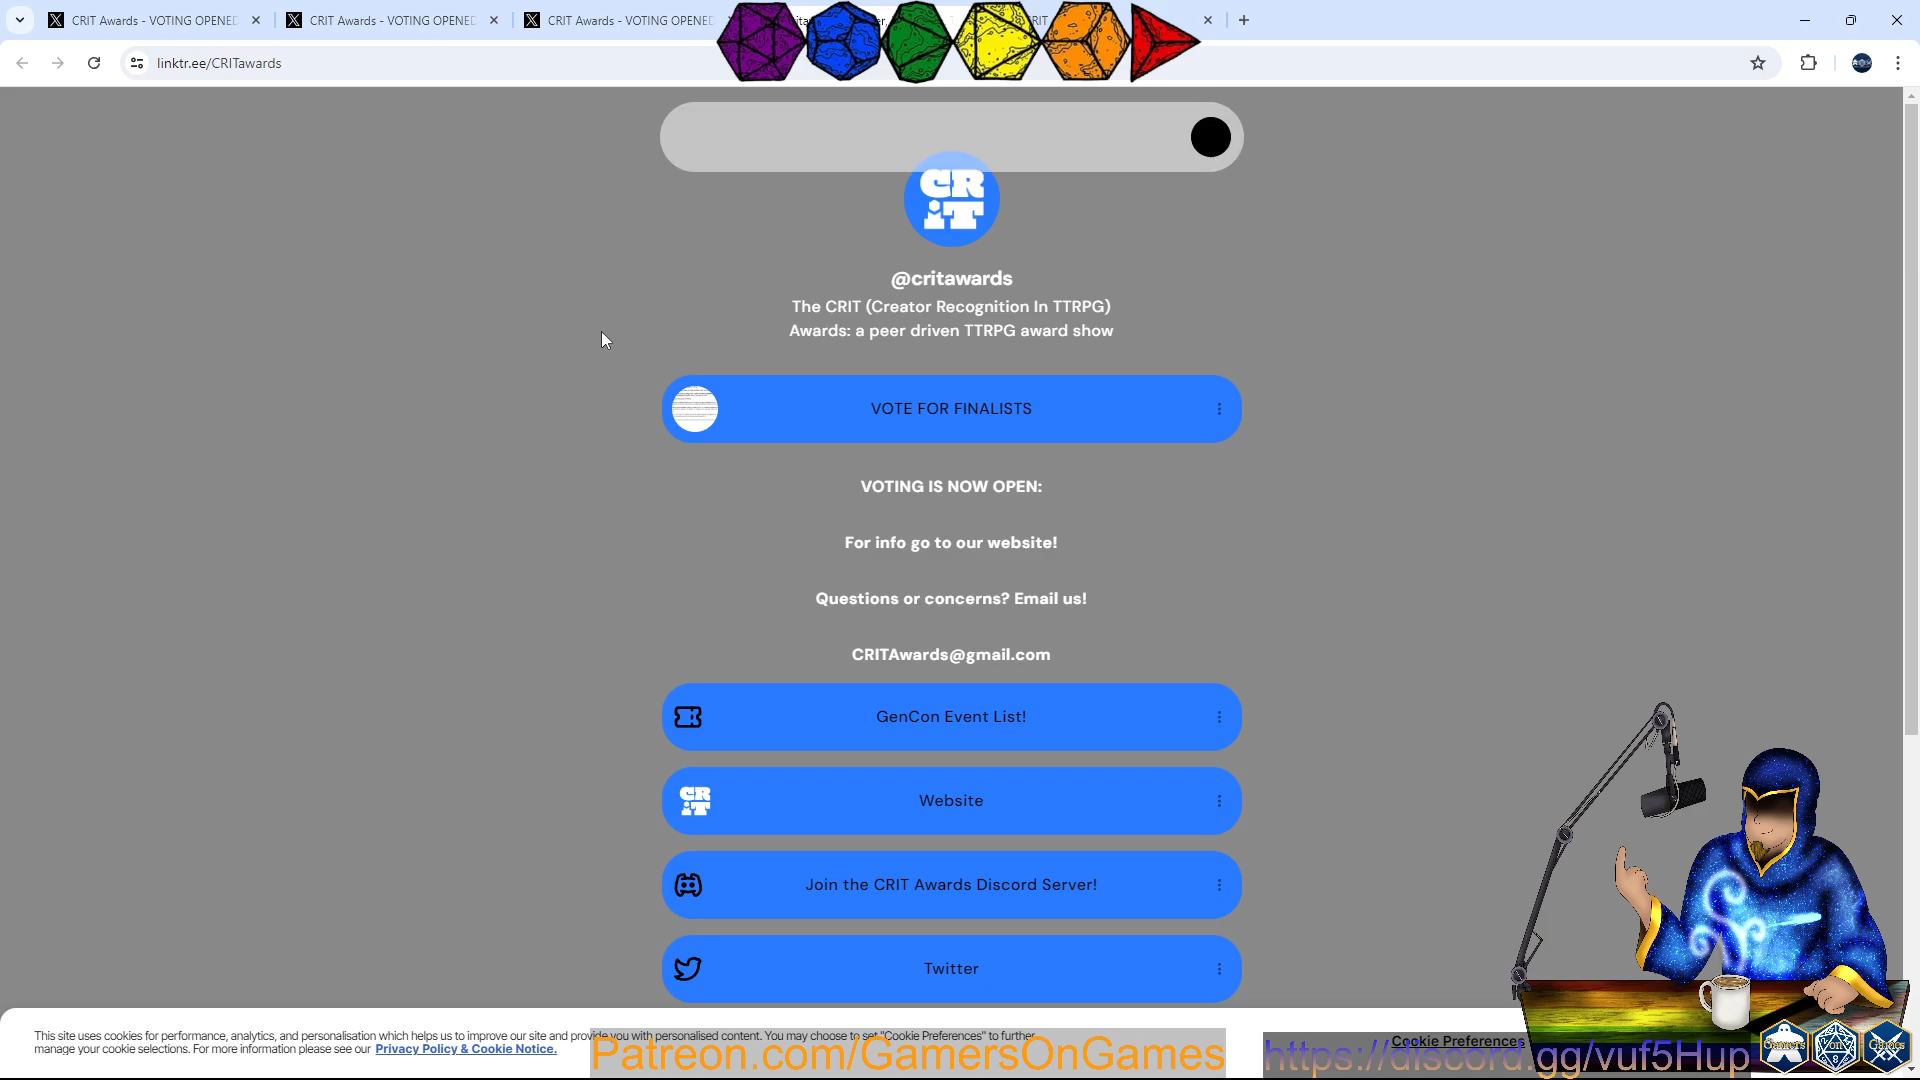 CRIT Awards - VOTING OPENED
CRIT Awards - VOTING OPENED
CRIT Awards - VOTING OPENED
linktr.ee/CRITawards
CRiT
@critawards
The CRIT (Creator Recognition In TTRPG)
Awards: a peer driven TTRPG award show
VOTE FOR FINALISTS
VOTING IS NOW OPEN:
For info go to our website!
Questions or concerns? Email us!
CRITAwards@gmail.com
GenCon Event List!
CRiT
Website
Join the CRIT Awards Discord Server!
Twitter
This site uses cookies for performance, analytics, and personalisation which helps us to improve our site and provide you with personalised content. You may choose to set "Cookie Preferences" to further
manage your cookie selections. For more information please see our Privacy Policy & Cookie Notice.
Cookie Preferences
Patreon.com/GamersOnGames
https://discord.gg/vuf5Hup
Gamers
On
Games